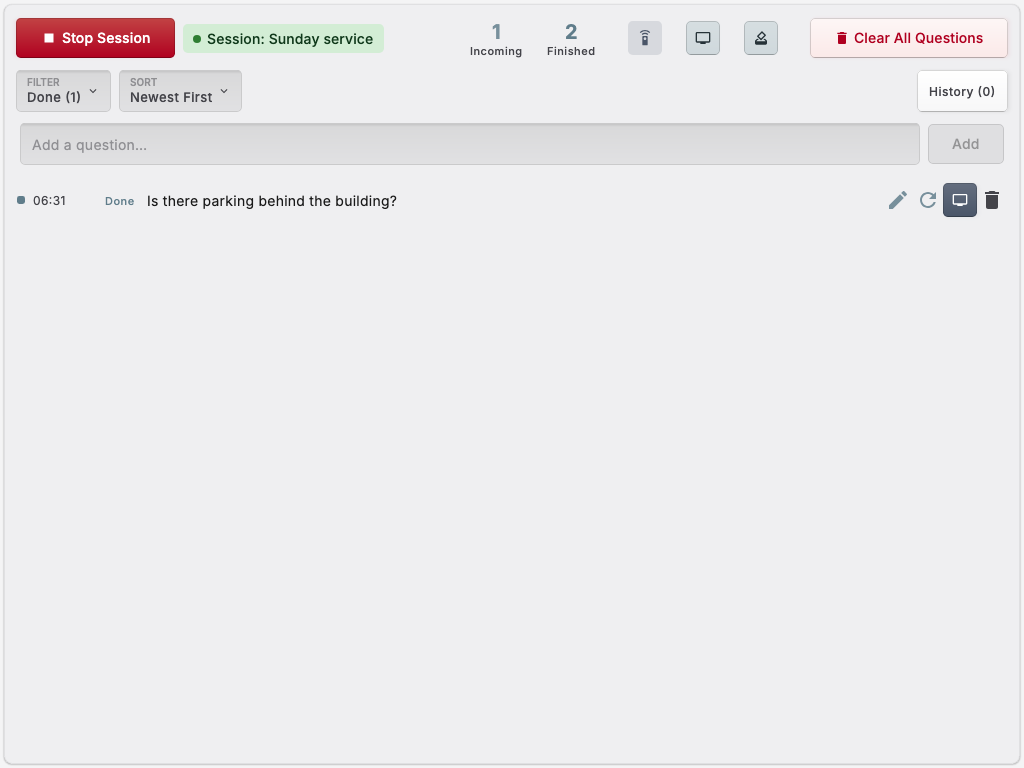 Stop Session
Session: Sunday service
1
Incoming
2
Finished
Clear All Questions
FILTER
Done (1)
SORT
Newest First
History (0)
Add a question...
Add
06:31
Done
Is there parking behind the building?